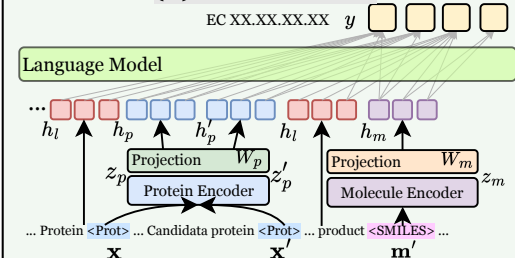 EC XX.XX.XX.XX y
Language Model
...
h_l h_p h'_p h_l h_m
Projection W_p Projection W_m
z_p z'_p z_m
Protein Encoder Molecule Encoder
... Protein <Prot> ... Candidata protein <Prot> ... product <SMILES> ...
x x' m'